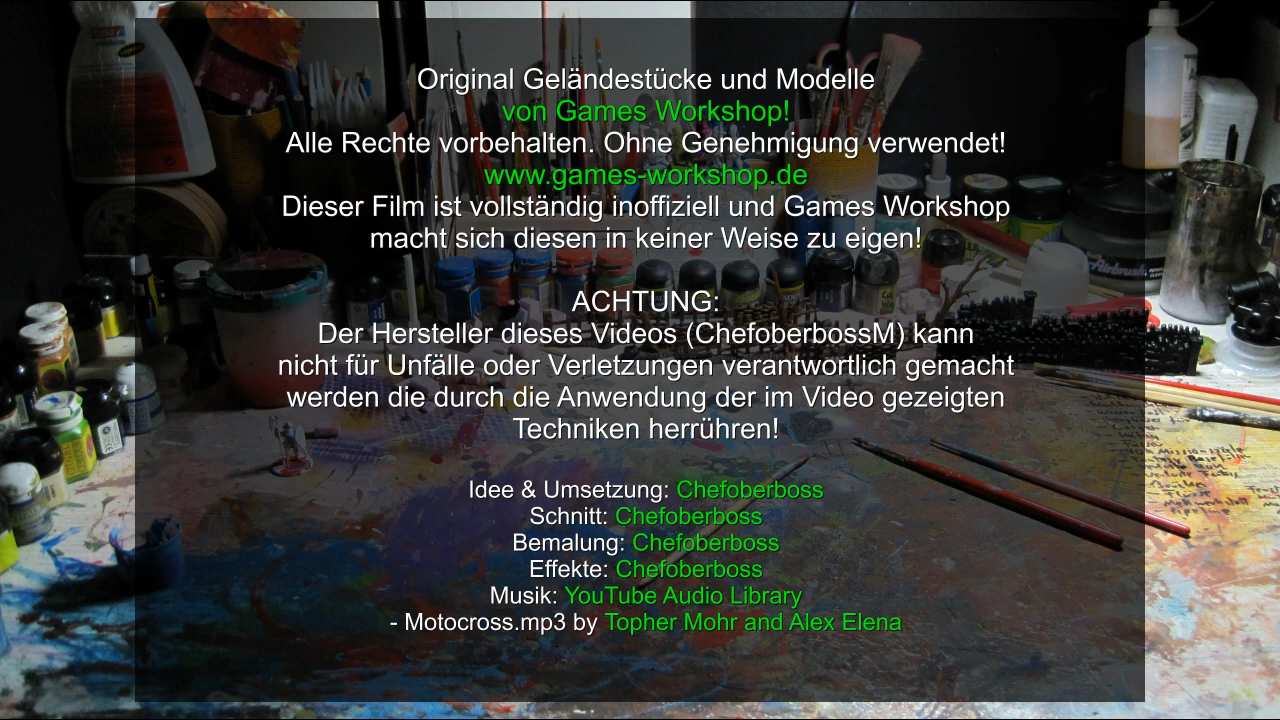 Original Geländestücke und Modelle
von Games Workshop!
Alle Rechte vorbehalten. Ohne Genehmigung verwendet!
www.games-workshop.de
Dieser Film ist vollständig inoffiziell und Games Workshop
macht sich diesen in keiner Weise zu eigen!
ACHTUNG:
Der Hersteller dieses Videos (ChefoberbossM) kann
nicht für Unfälle oder Verletzungen verantwortlich gemacht
werden die durch die Anwendung der im Video gezeigten
Techniken herrühren!
Idee & Umsetzung: Chefoberboss
Schnitt: Chefoberboss
Bemalung: Chefoberboss
Effekte: Chefoberboss
Musik: YouTube Audio Library
- Motocross.mp3 by Topher Mohr and Alex Elena
Airbrush